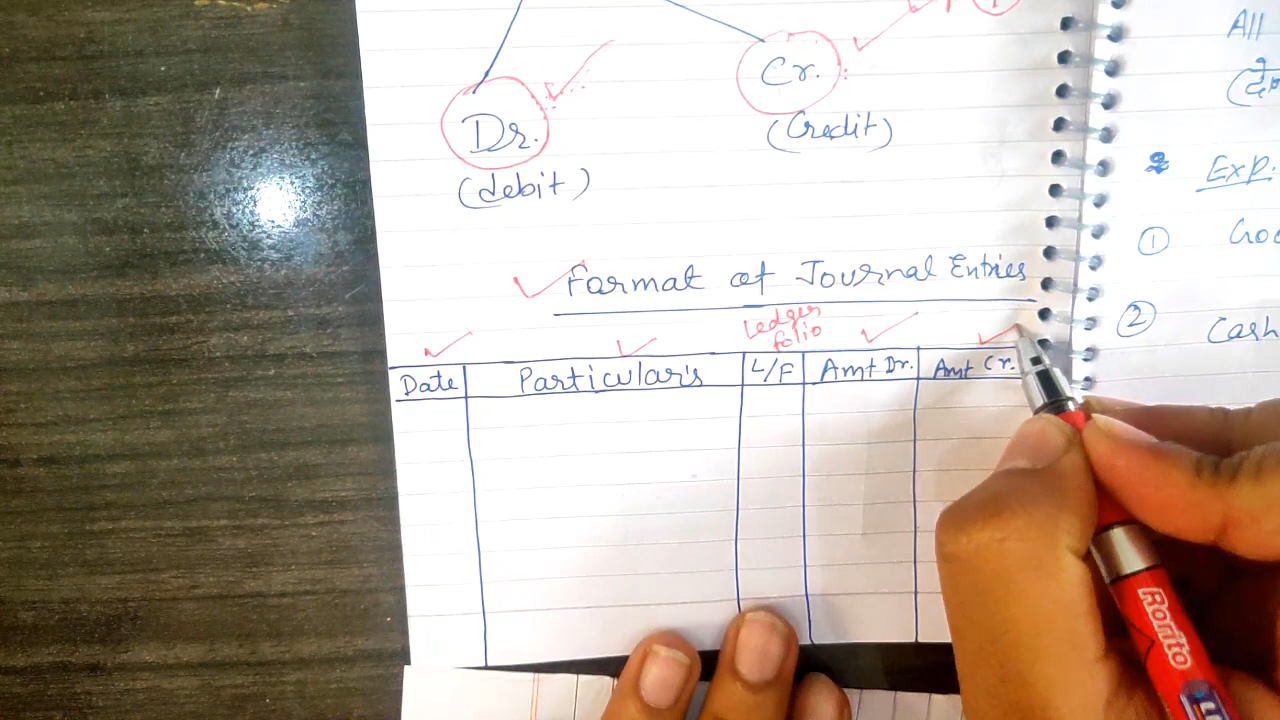 Cr.
Dr.
(Credit)
(debit)
Format of Journal Entries
Ledger
folio
Date Particulars L/F Amt Dr. Amt Cr.
All
Exp.
①
② Cash
Rorito